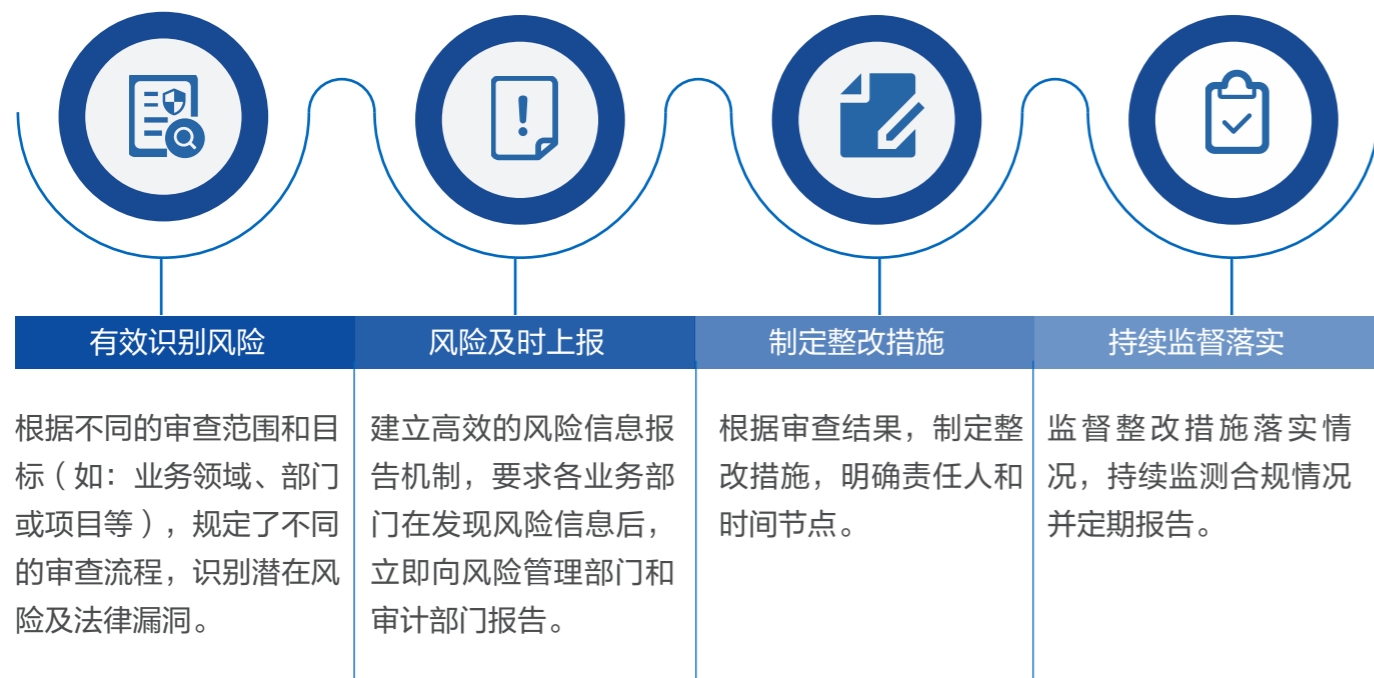 有效识别风险
根据不同的审查范围和目
标（如：业务领域、部门
或项目等），规定了不同
的审查流程，识别潜在风
险及法律漏洞。
风险及时上报
建立高效的风险信息报
告机制，要求各业务部
门在发现风险信息后，
立即向风险管理部门和
审计部门报告。
制定整改措施
根据审查结果，制定整
改措施，明确责任人和
时间节点。
持续监督落实
监督整改措施落实情
况，持续监测合规情况
并定期报告。